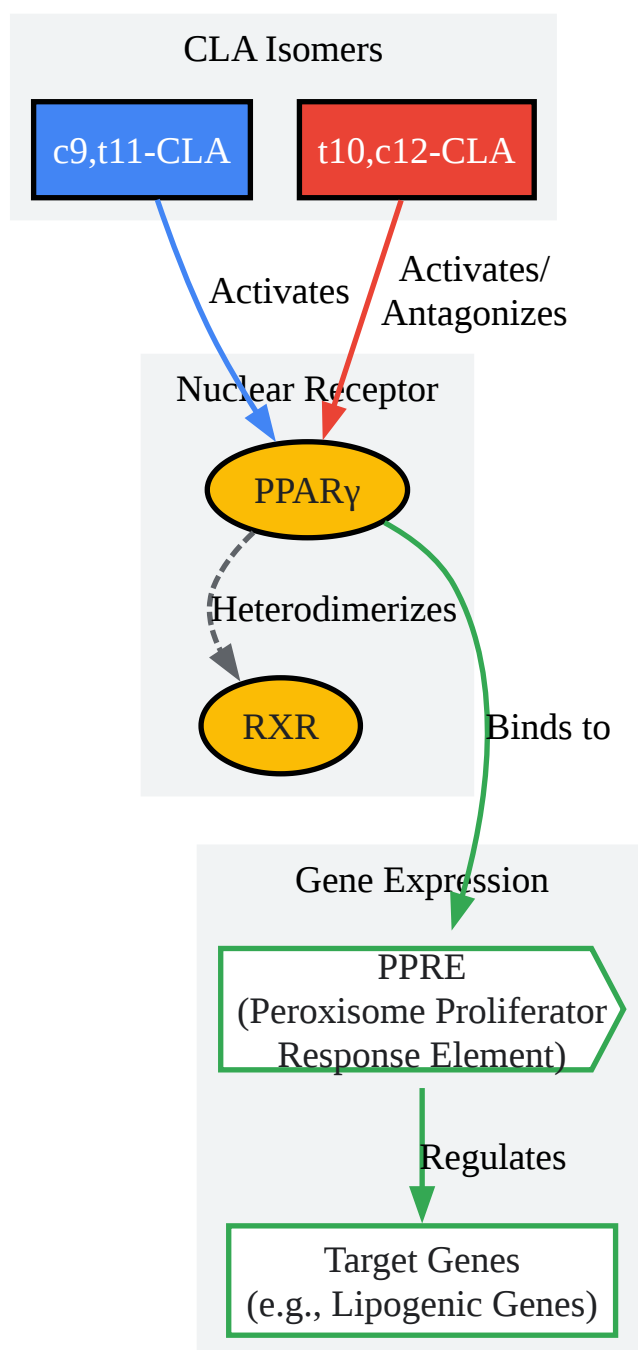 CLA Isomers
c9,t11-CLA
t10,c12-CLA
Activates
Activates/
Antagonizes
Nuclear Receptor
PPARγ
Heterodimerizes
RXR
Binds to
Gene Expression
PPRE
(Peroxisome Proliferator
Response Element)
Regulates
Target Genes
(e.g., Lipogenic Genes)